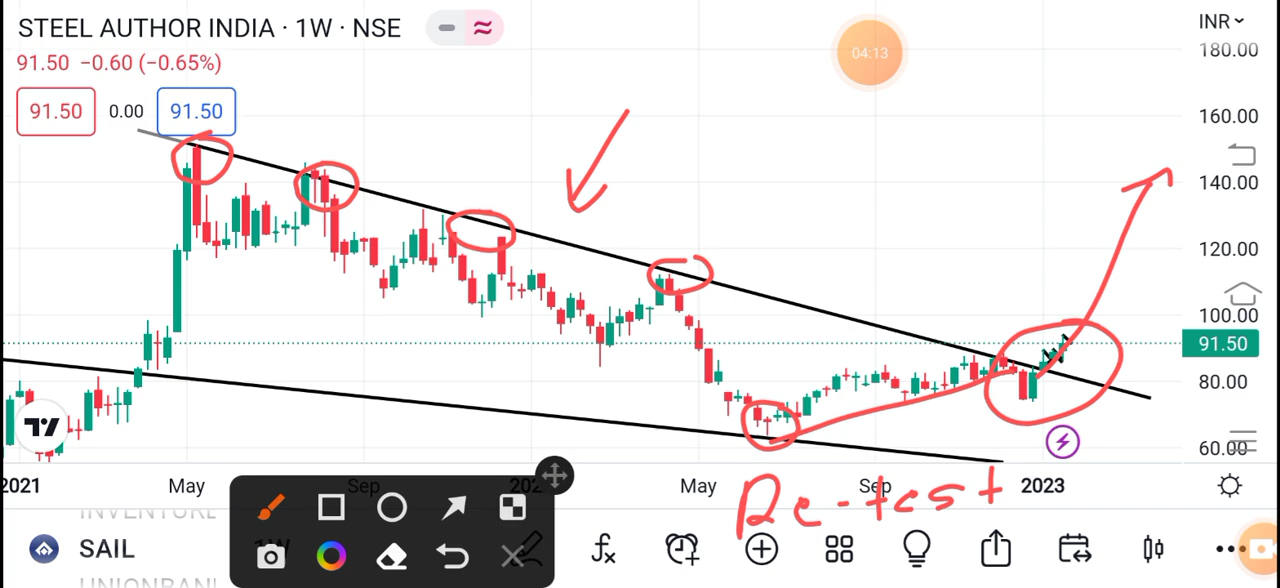 STEEL AUTHOR INDIA · 1W · NSE
INR
91.50 −0.60 (−0.65%)
04:13
91.50 0.00 91.50
180.00
160.00
140.00
120.00
100.00
91.50
80.00
2021 May Sep May Sep 2023
Re-test
SAIL